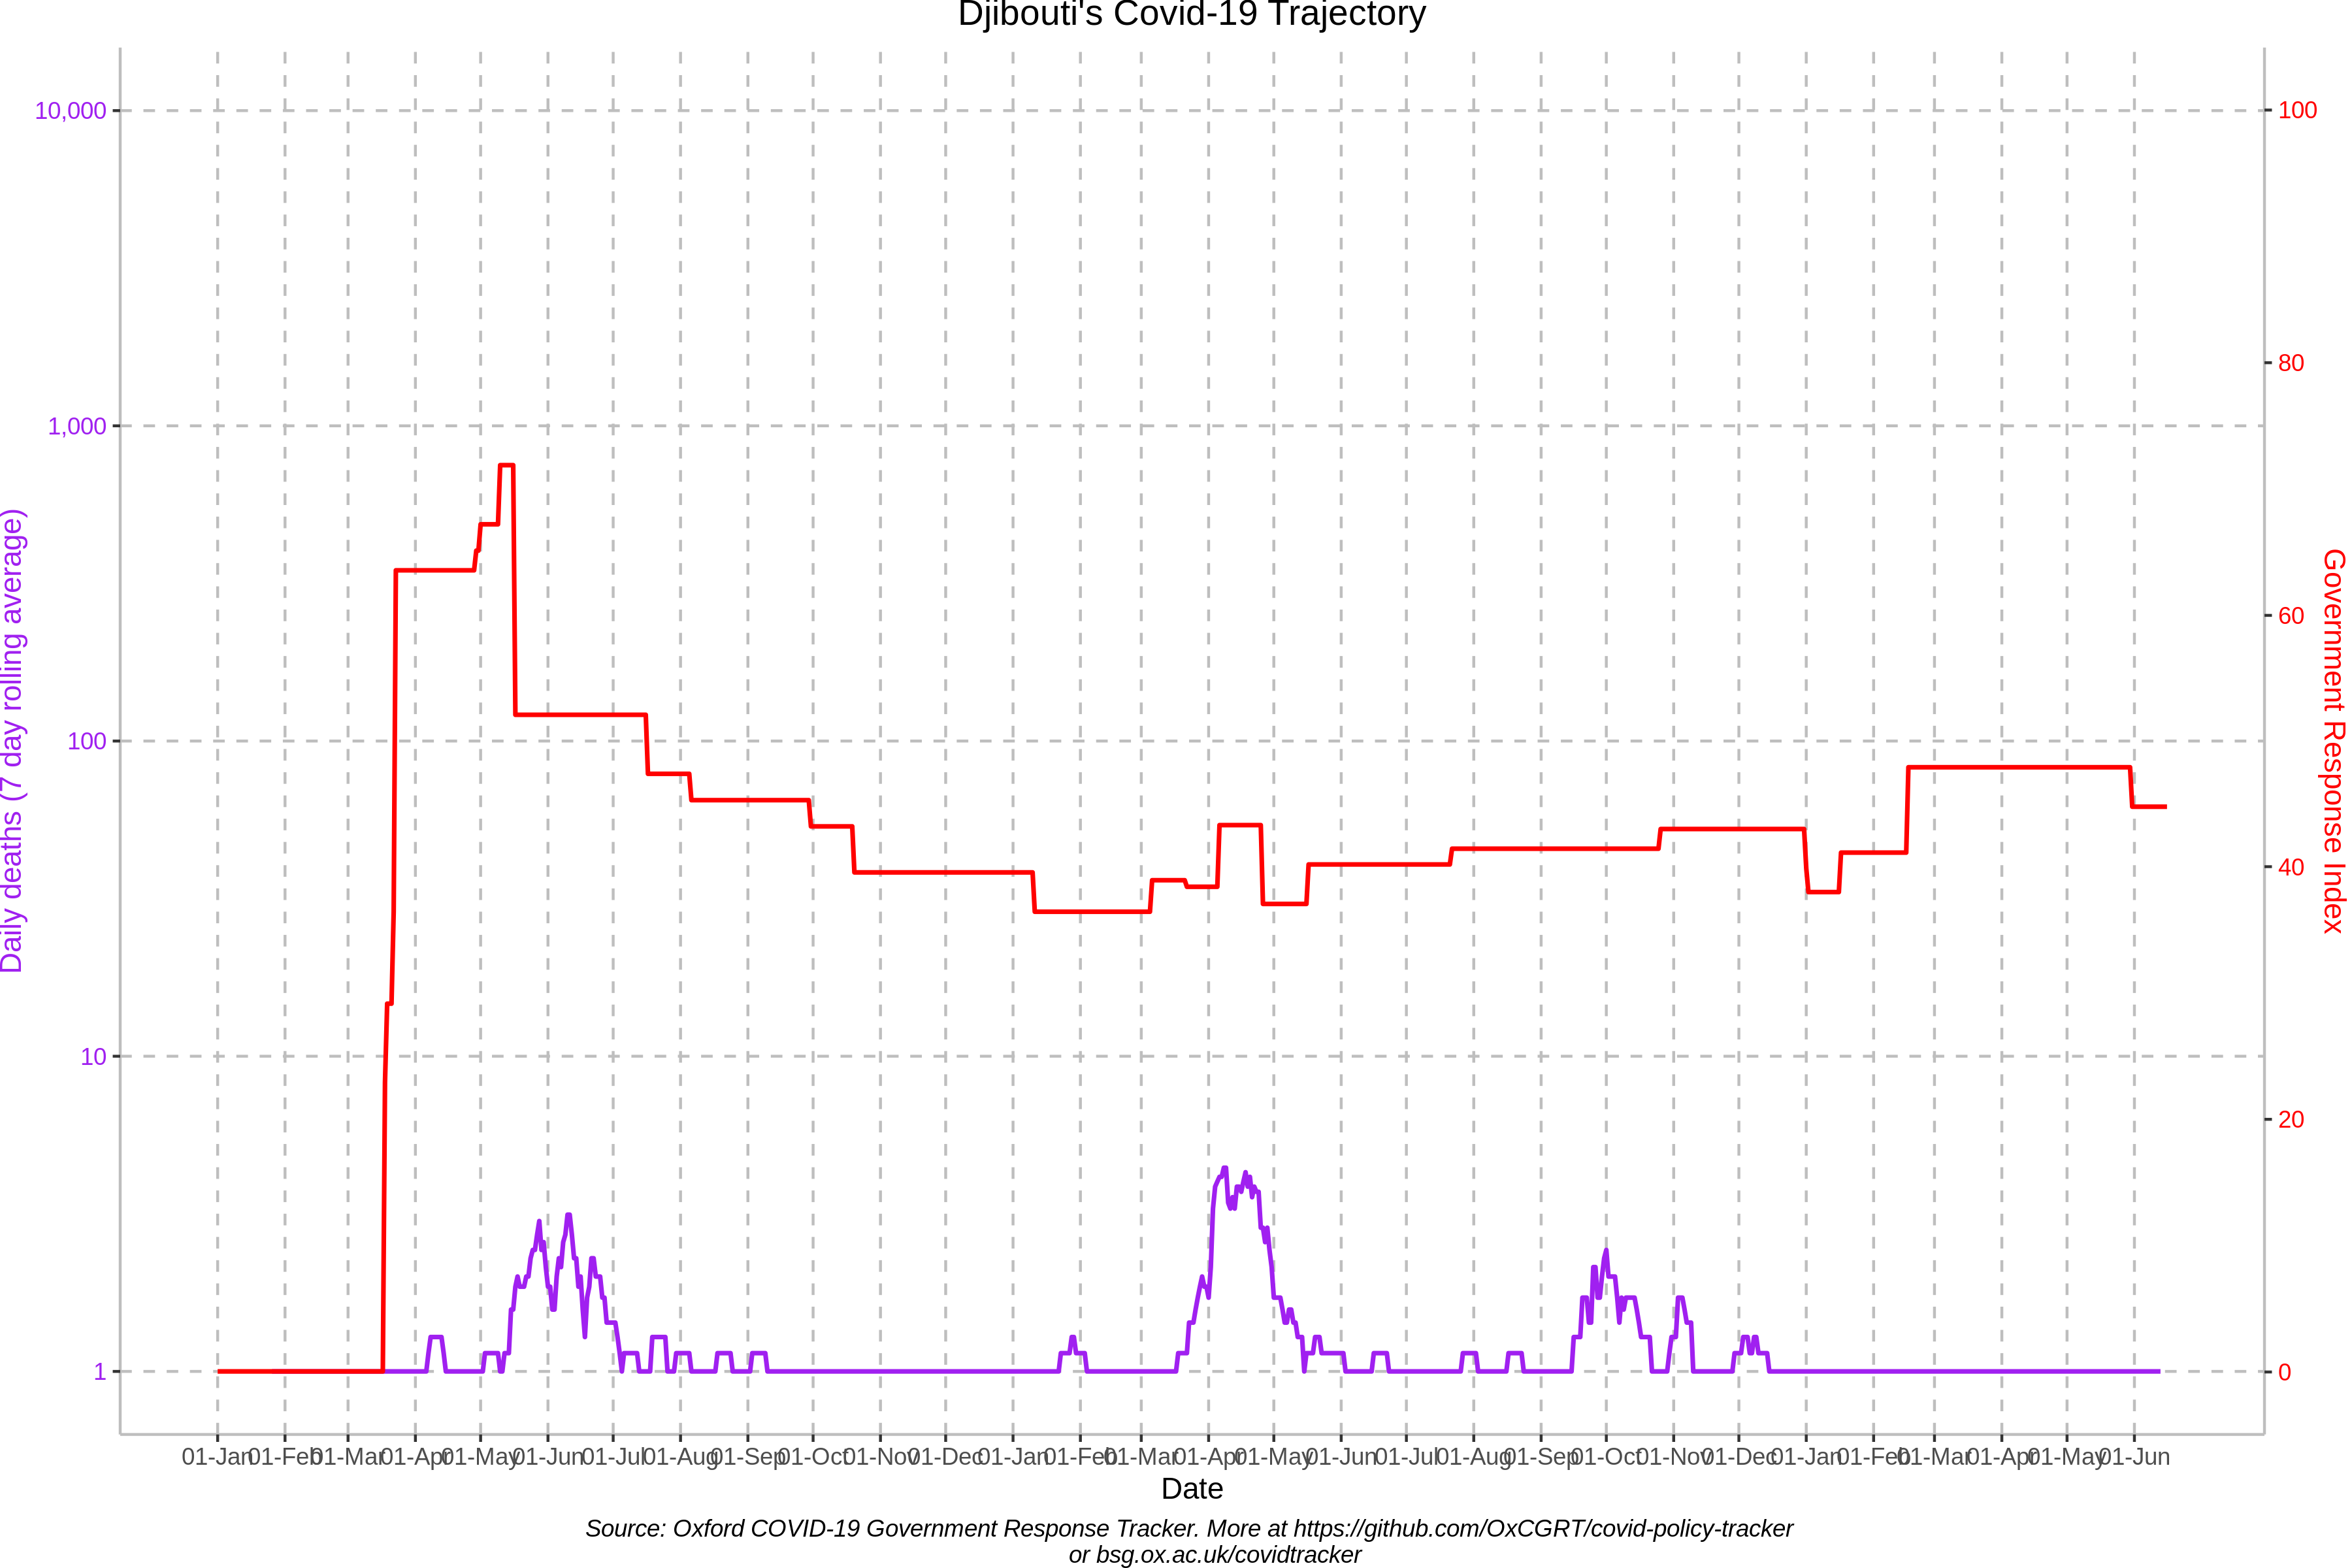 Djibouti's Covid-19 Trajectory
10,000
1,000
100
10
1
Daily deaths (7 day rolling average)
100
80
60
40
20
0
Government Response Index
01-Jan 01-Feb 01-Mar 01-Apr 01-May 01-Jun 01-Jul 01-Aug 01-Sep 01-Oct 01-Nov 01-Dec 01-Jan 01-Feb 01-Mar 01-Apr 01-May 01-Jun 01-Jul 01-Aug 01-Sep 01-Oct 01-Nov 01-Dec 01-Jan 01-Feb 01-Mar 01-Apr 01-May 01-Jun
Date
Source: Oxford COVID-19 Government Response Tracker. More at https://github.com/OxCGRT/covid-policy-tracker
or bsg.ox.ac.uk/covidtracker